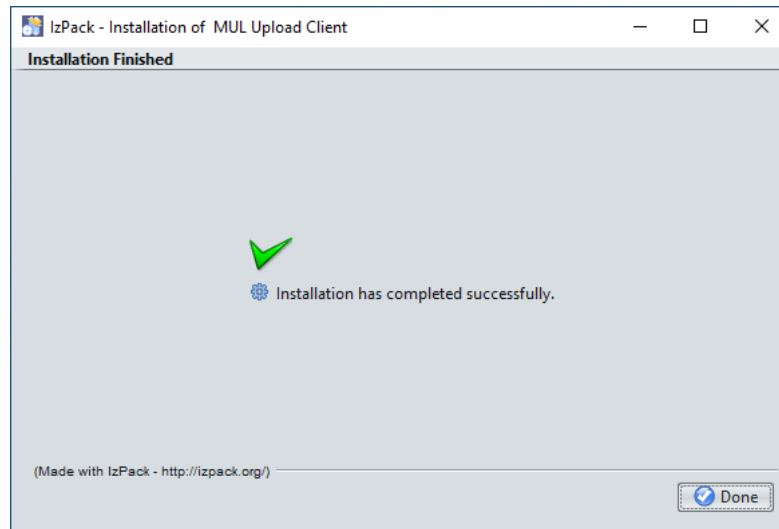 IzPack - Installation of MUL Upload Client
Installation Finished
Installation has completed successfully.
(Made with IzPack - http://izpack.org/)
Done